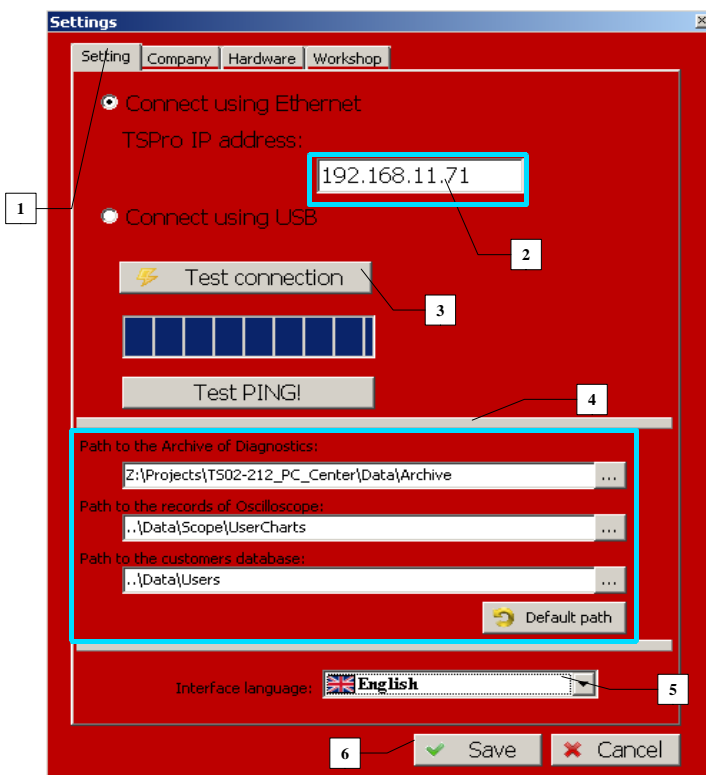 Settings
Setting Company Hardware Workshop
Connect using Ethernet
TSPro IP address:
192.168.11.71
1
Connect using USB
2
Test connection
3
Test PING!
4
Path to the Archive of Diagnostics:
Z:\Projects\TS02-212_PC_Center\Data\Archive ...
Path to the records of Oscilloscope:
..\Data\Scope\UserCharts ...
Path to the customers database:
..\Data\Users ...
Default path
Interface language: English
5
6
Save Cancel